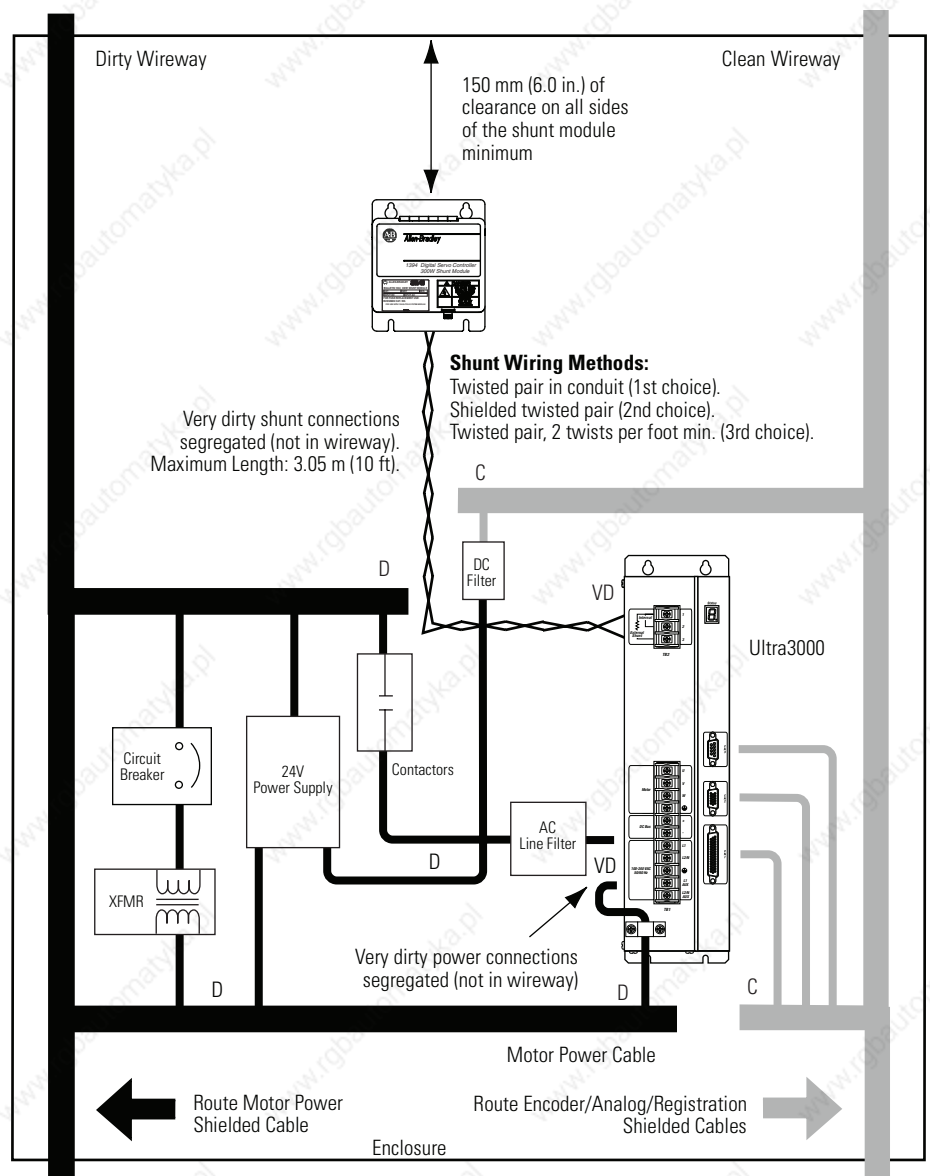 Dirty Wireway
Clean Wireway
150 mm (6.0 in.) of
clearance on all sides
of the shunt module
minimum
Allen-Bradley
1394 Digital Servo Controller
300W Shunt Module
Shunt Wiring Methods:
Twisted pair in conduit (1st choice).
Shielded twisted pair (2nd choice).
Twisted pair, 2 twists per foot min. (3rd choice).
Very dirty shunt connections
segregated (not in wireway).
Maximum Length: 3.05 m (10 ft).
C
D
DC
Filter
VD
Ultra3000
Circuit
Breaker
24V
Power Supply
Contactors
AC
Line Filter
D
VD
XFMR
Very dirty power connections
segregated (not in wireway)
D
D
C
Motor Power Cable
Route Motor Power
Shielded Cable
Route Encoder/Analog/Registration
Shielded Cables
Enclosure
www.rgbautomatyka.pl